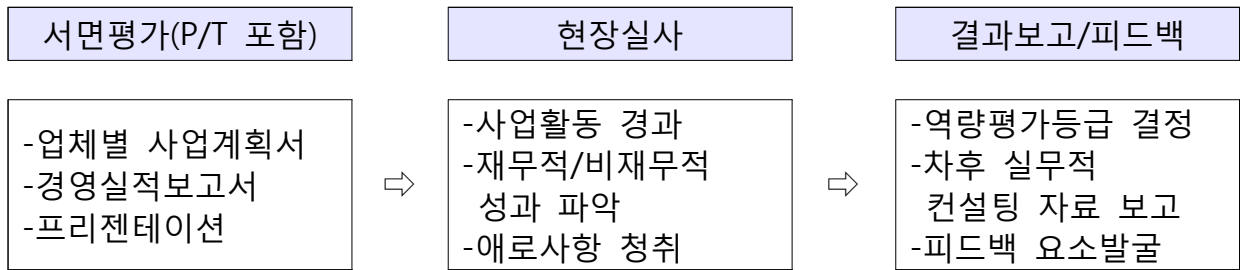 서면평가(P/T 포함)
현장실사
결과보고/피드백
-업체별 사업계획서
-경영실적보고서
-프리젠테이션
⇨
-사업활동 경과
-재무적/비재무적
성과 파악
-애로사항 청취
⇨
-역량평가등급 결정
-차후 실무적
컨설팅 자료 보고
-피드백 요소발굴